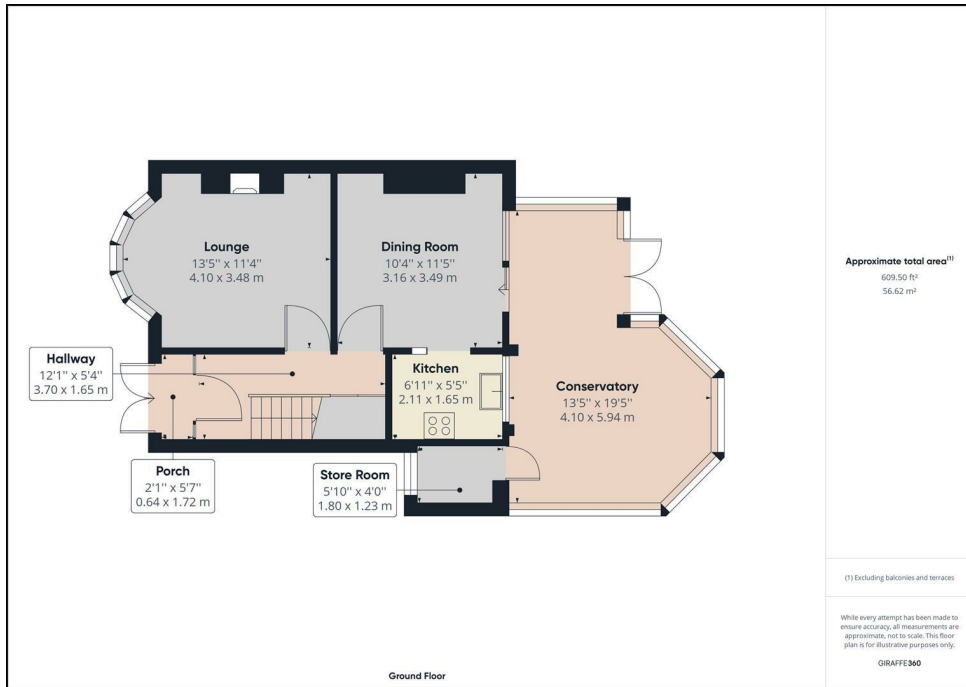 Lounge
13'5'' x 11'4''
4.10 x 3.48 m
Dining Room
10'4'' x 11'5''
3.16 x 3.49 m
Hallway
12'1'' x 5'4''
3.70 x 1.65 m
Kitchen
6'11'' x 5'5''
2.11 x 1.65 m
Conservatory
13'5'' x 19'5''
4.10 x 5.94 m
Porch
2'1'' x 5'7''
0.64 x 1.72 m
Store Room
5'10'' x 4'0''
1.80 x 1.23 m
Ground Floor
Approximate total area(1)
609.50 ft²
56.62 m²
(1) Excluding balconies and terraces
While every attempt has been made to
ensure accuracy, all measurements are
approximate, not to scale. This floor
plan is for illustrative purposes only.
GIRAFFE360